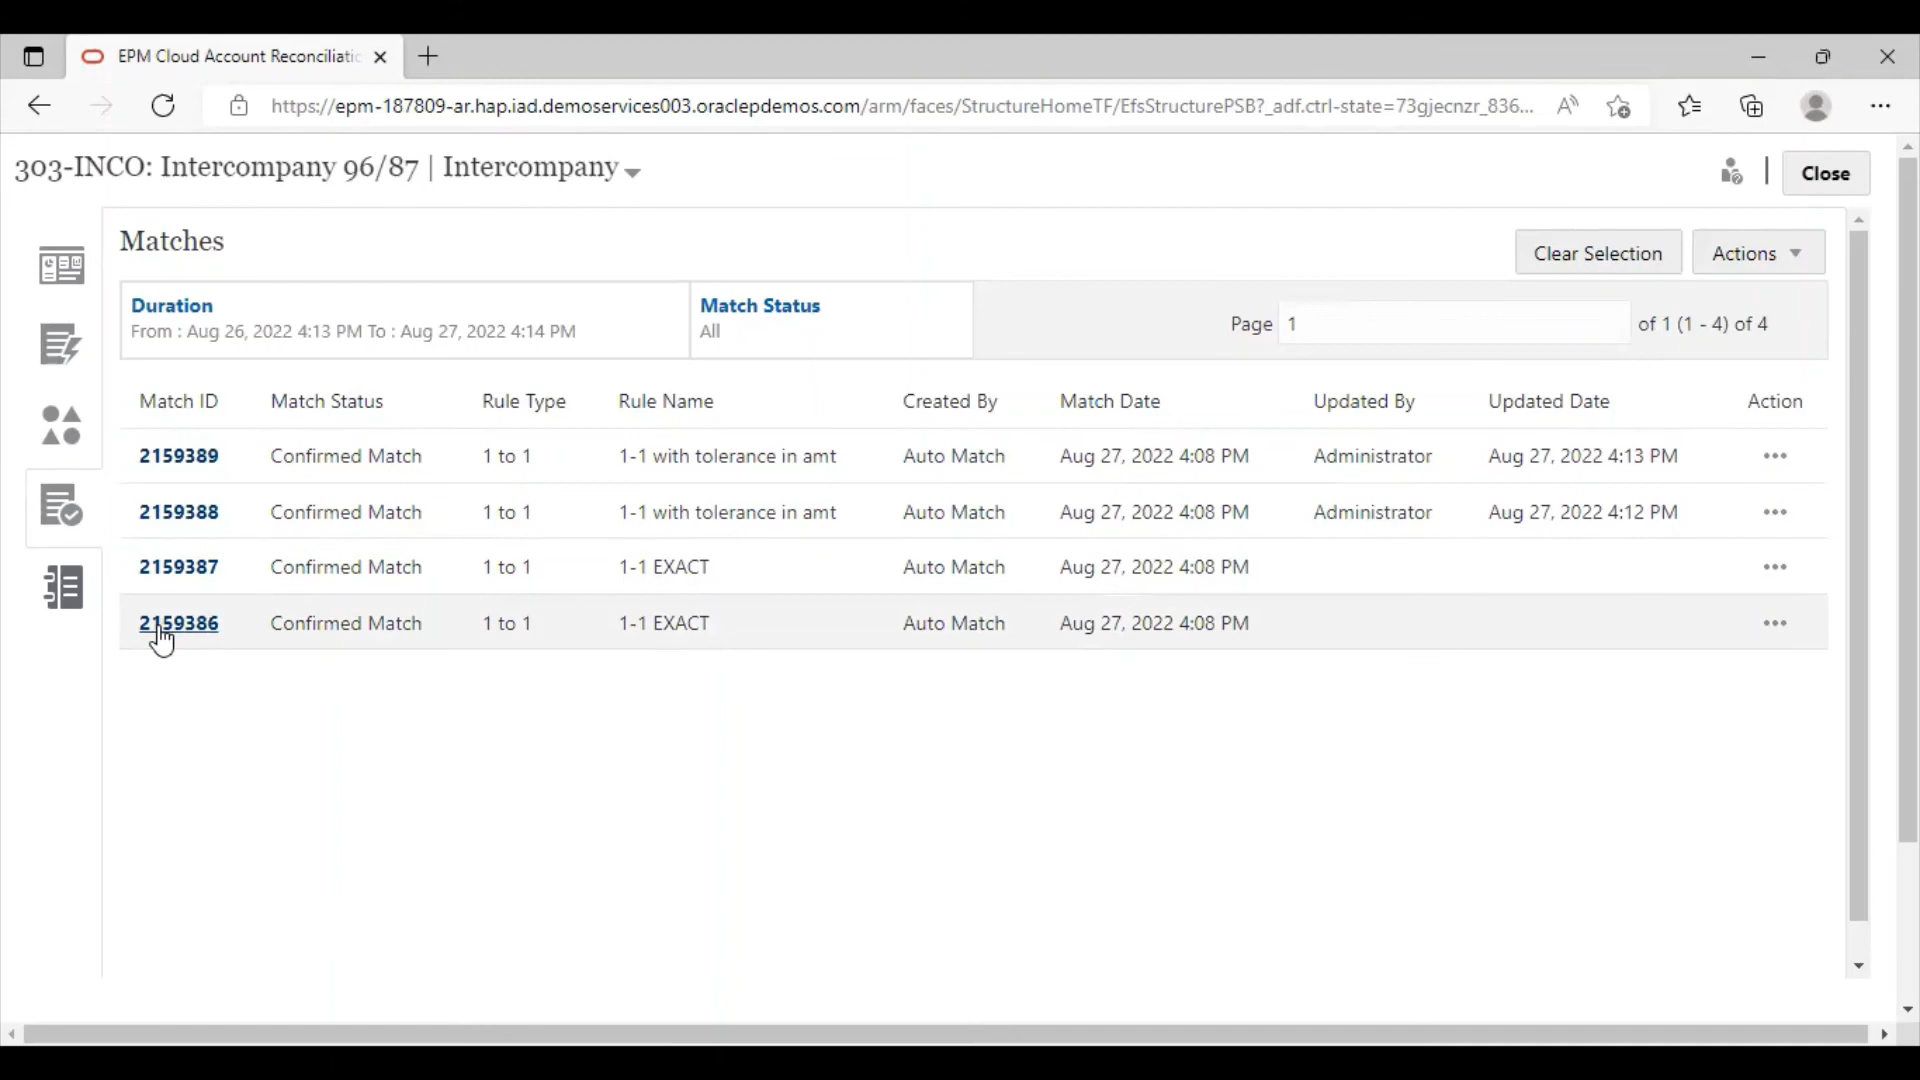 EPM Cloud Account Reconciliatic
https://epm-187809-ar.hap.iad.demoservices003.oraclepdemos.com/arm/faces/StructureHomeTF/EfsStructurePSB?_adf.ctrl-state=73gjecnzr_836...
303-INCO: Intercompany 96/87 | Intercompany
Close
Matches
Clear Selection
Actions
Duration
From : Aug 26, 2022 4:13 PM To : Aug 27, 2022 4:14 PM
Match Status
All
Page 1 of 1 (1 - 4) of 4
Match ID Match Status Rule Type Rule Name Created By Match Date Updated By Updated Date Action
2159389 Confirmed Match 1 to 1 1-1 with tolerance in amt Auto Match Aug 27, 2022 4:08 PM Administrator Aug 27, 2022 4:13 PM
2159388 Confirmed Match 1 to 1 1-1 with tolerance in amt Auto Match Aug 27, 2022 4:08 PM Administrator Aug 27, 2022 4:12 PM
2159387 Confirmed Match 1 to 1 1-1 EXACT Auto Match Aug 27, 2022 4:08 PM
2159386 Confirmed Match 1 to 1 1-1 EXACT Auto Match Aug 27, 2022 4:08 PM